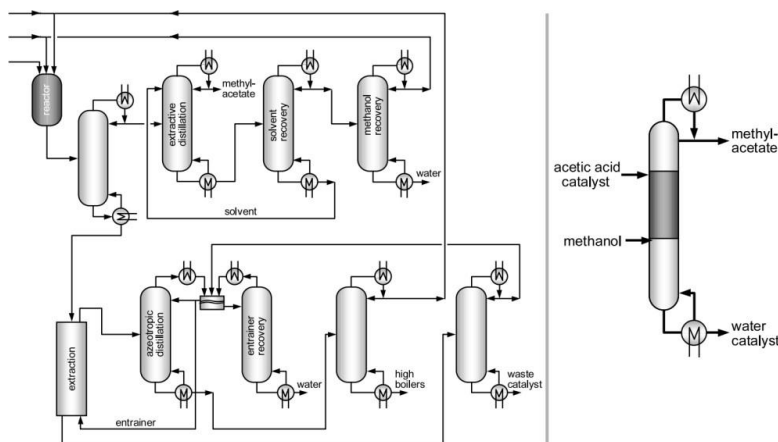 reactor
extractive
distillation
methyl-
acetate
solvent
recovery
methanol
recovery
water
solvent
extraction
azeotropic
distillation
entrainer
recovery
water
high
boilers
waste
catalyst
entrainer
methyl-
acetate
acetic acid
catalyst
methanol
water
catalyst